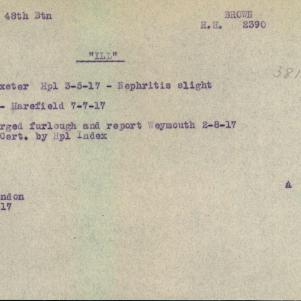 48th Btn BROWN
H.H. 2390
"ILL"
xeter Hpl 3-5-17 - Nephritis slight
- Marefield 7-7-17
rged furlough and report Weymouth 2-8-17
Cert. by Hpl Index
A
ndon
17